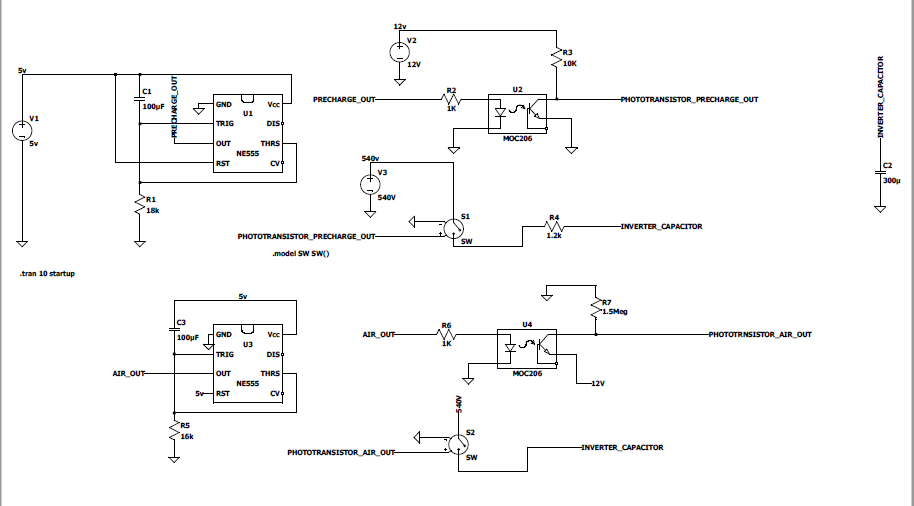 12v
V2
12V
R3
10K
5v
V1
5v
C1
100µF
PRECHARGE_OUT
GND
TRIG
OUT
RST
U1
NE555
Vcc
DIS
THRS
CV
R1
18k
PRECHARGE_OUT
R2
1K
U2
MOC206
PHOTOTRANSISTOR_PRECHARGE_OUT
INVERTER_CAPACITOR
C2
300µ
540v
V3
540V
S1
SW
PHOTOTRANSISTOR_PRECHARGE_OUT
.model SW SW()
R4
1.2k
INVERTER_CAPACITOR
.tran 10 startup
5v
C3
100µF
GND
TRIG
OUT
RST
U3
NE555
Vcc
DIS
THRS
CV
AIR_OUT
5v
R5
16k
AIR_OUT
R6
1K
U4
MOC206
R7
1.5Meg
PHOTOTRNSISTOR_AIR_OUT
12V
540V
S2
SW
PHOTOTRANSISTOR_AIR_OUT
INVERTER_CAPACITOR